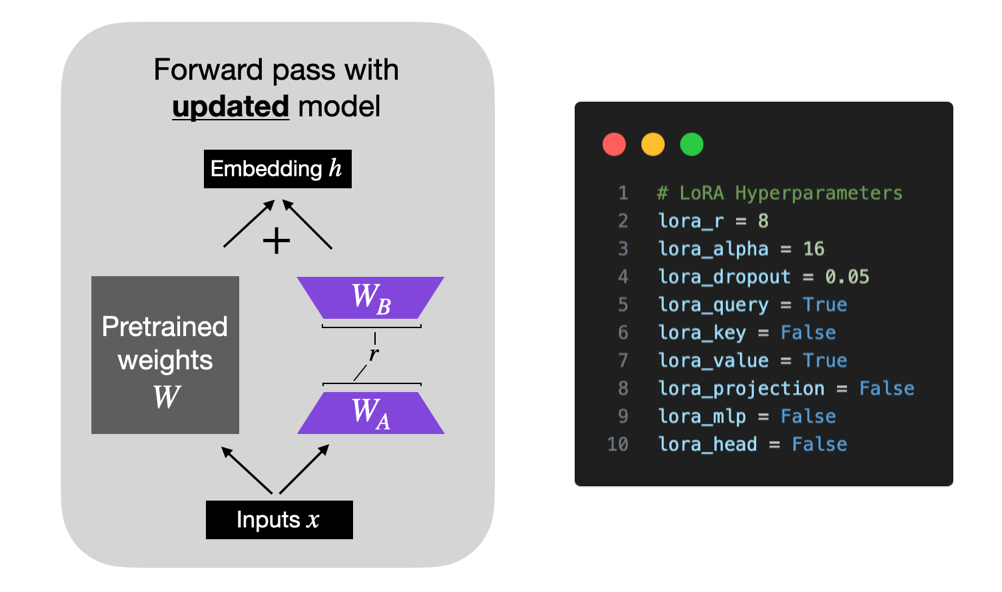 Forward pass with
updated model
Embedding h
+
Pretrained
weights
W
W_B
r
W_A
Inputs x
1 # LoRA Hyperparameters
2 lora_r = 8
3 lora_alpha = 16
4 lora_dropout = 0.05
5 lora_query = True
6 lora_key = False
7 lora_value = True
8 lora_projection = False
9 lora_mlp = False
10 lora_head = False